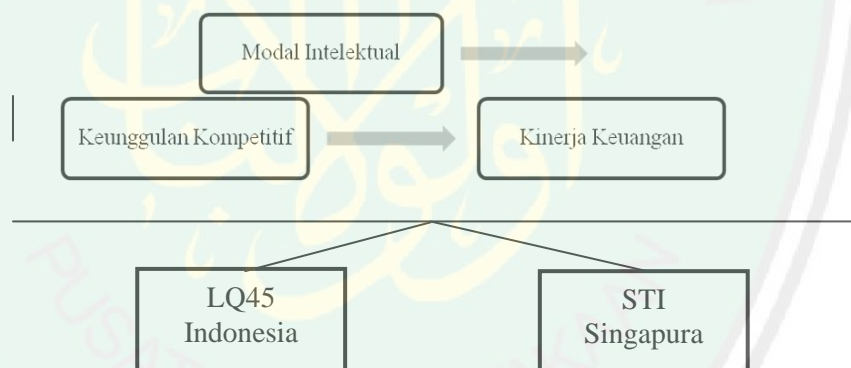 Modal Intelektual
Keunggulan Kompetitif
Kinerja Keuangan
LQ45
Indonesia
STI
Singapura